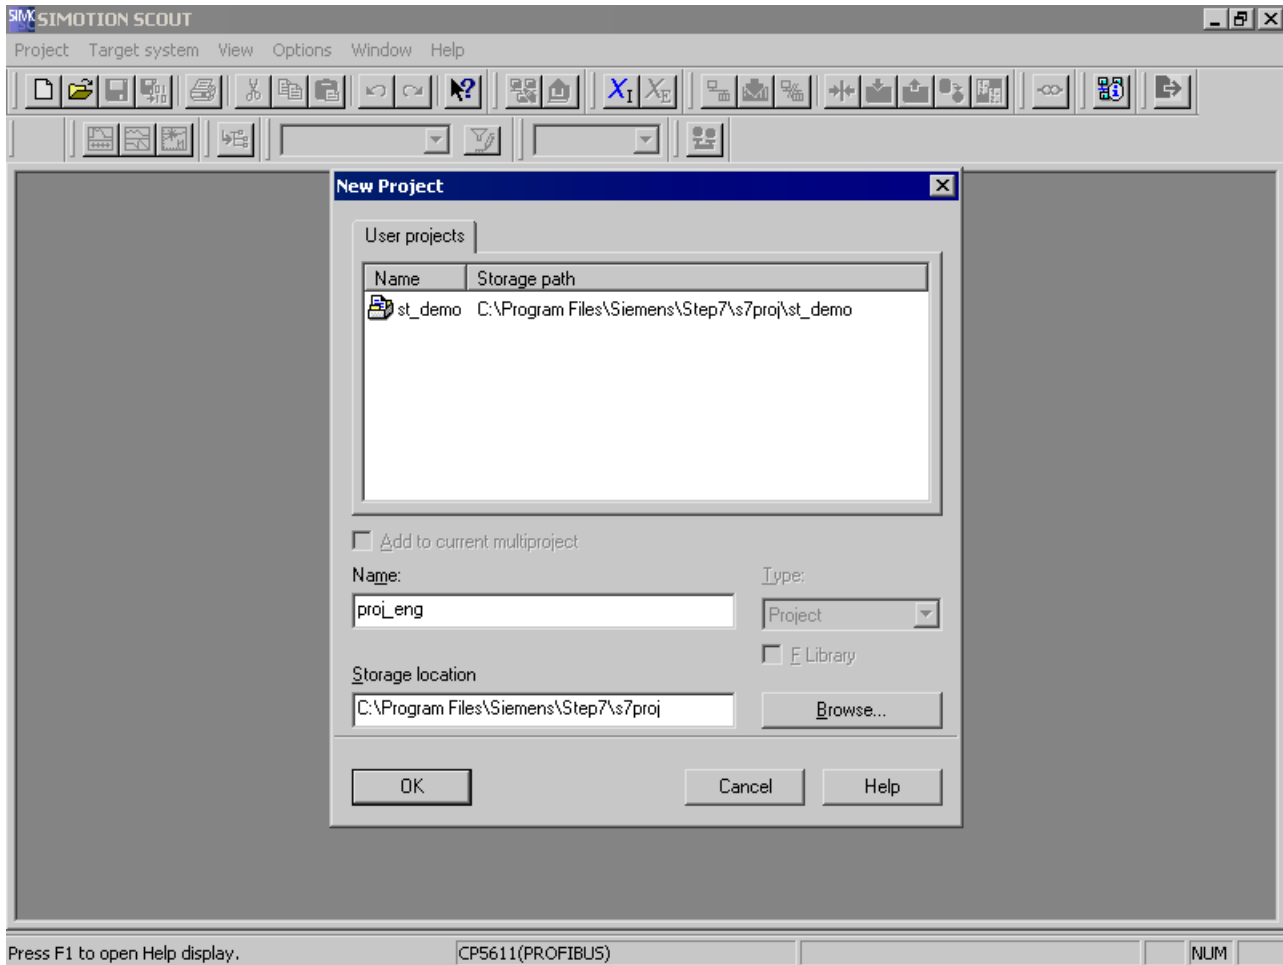 SIMOTION SCOUT
Project Target system View Options Window Help
New Project
User projects
Name Storage path
st_demo C:\Program Files\Siemens\Step7\s7proj\st_demo
Add to current multiproject
Name: Type:
proj_eng Project
F Library
Storage location
C:\Program Files\Siemens\Step7\s7proj Browse...
OK Cancel Help
Press F1 to open Help display. CP5611(PROFIBUS) NUM